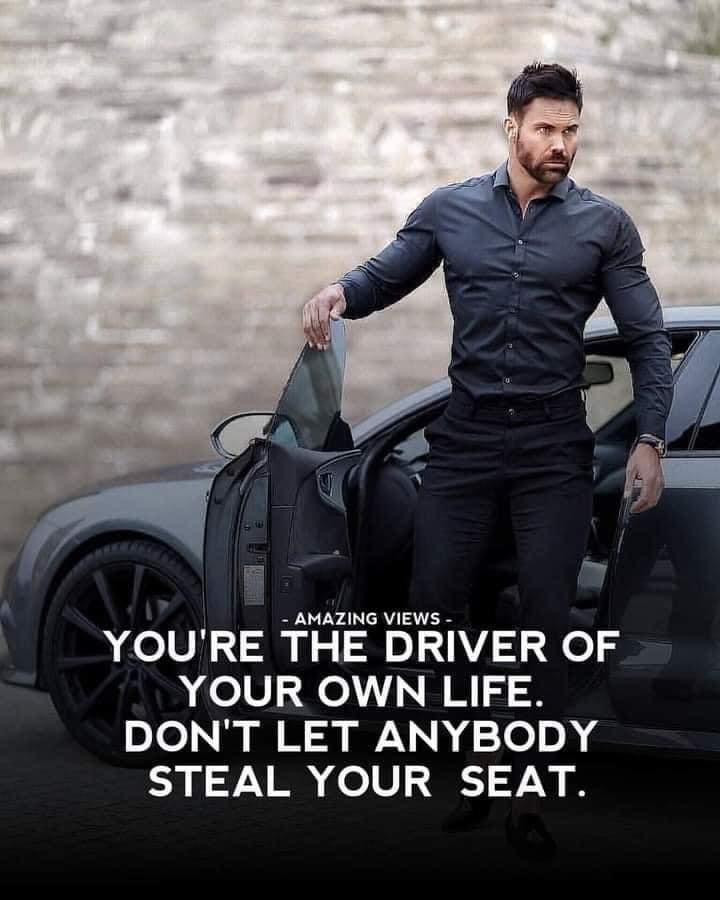 - AMAZING VIEWS -
YOU'RE THE DRIVER OF
YOUR OWN LIFE.
DON'T LET ANYBODY
STEAL YOUR SEAT.